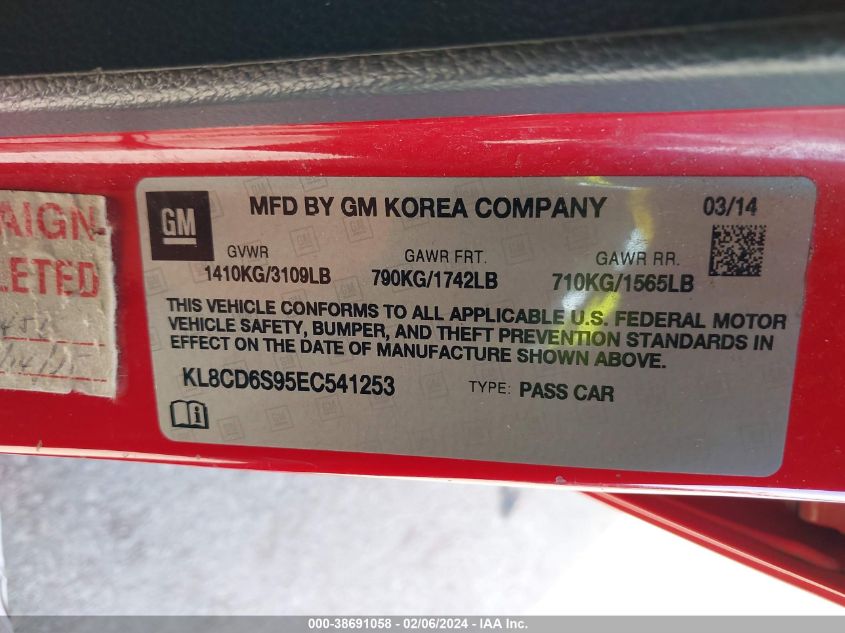 GM
MFD BY GM KOREA COMPANY
03/14
GVWR
1410KG/3109LB
GAWR FRT.
790KG/1742LB
GAWR RR.
710KG/1565LB
THIS VEHICLE CONFORMS TO ALL APPLICABLE U.S. FEDERAL MOTOR
VEHICLE SAFETY, BUMPER, AND THEFT PREVENTION STANDARDS IN
EFFECT ON THE DATE OF MANUFACTURE SHOWN ABOVE.
KL8CD6S95EC541253
TYPE: PASS CAR
AIGN
LETED
000-38691058 - 02/06/2024 - IAA Inc.